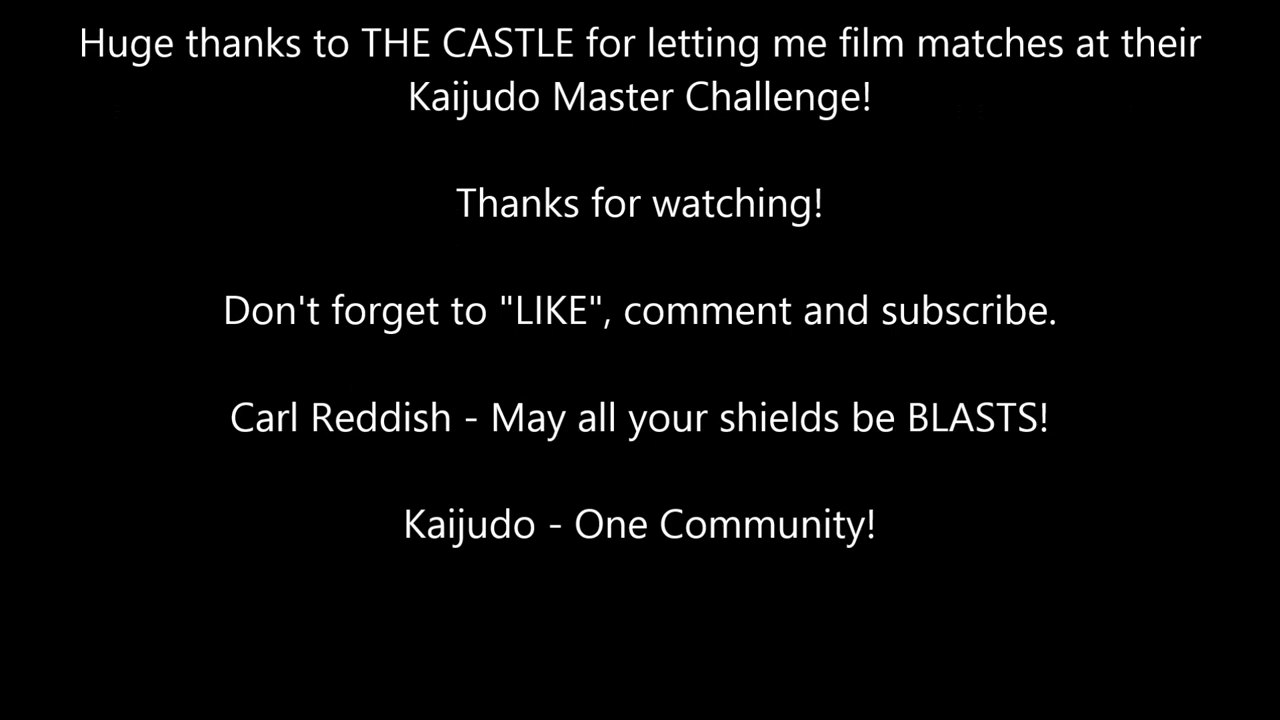 Huge thanks to THE CASTLE for letting me film matches at their
Kaijudo Master Challenge!
Thanks for watching!
Don't forget to "LIKE", comment and subscribe.
Carl Reddish - May all your shields be BLASTS!
Kaijudo - One Community!